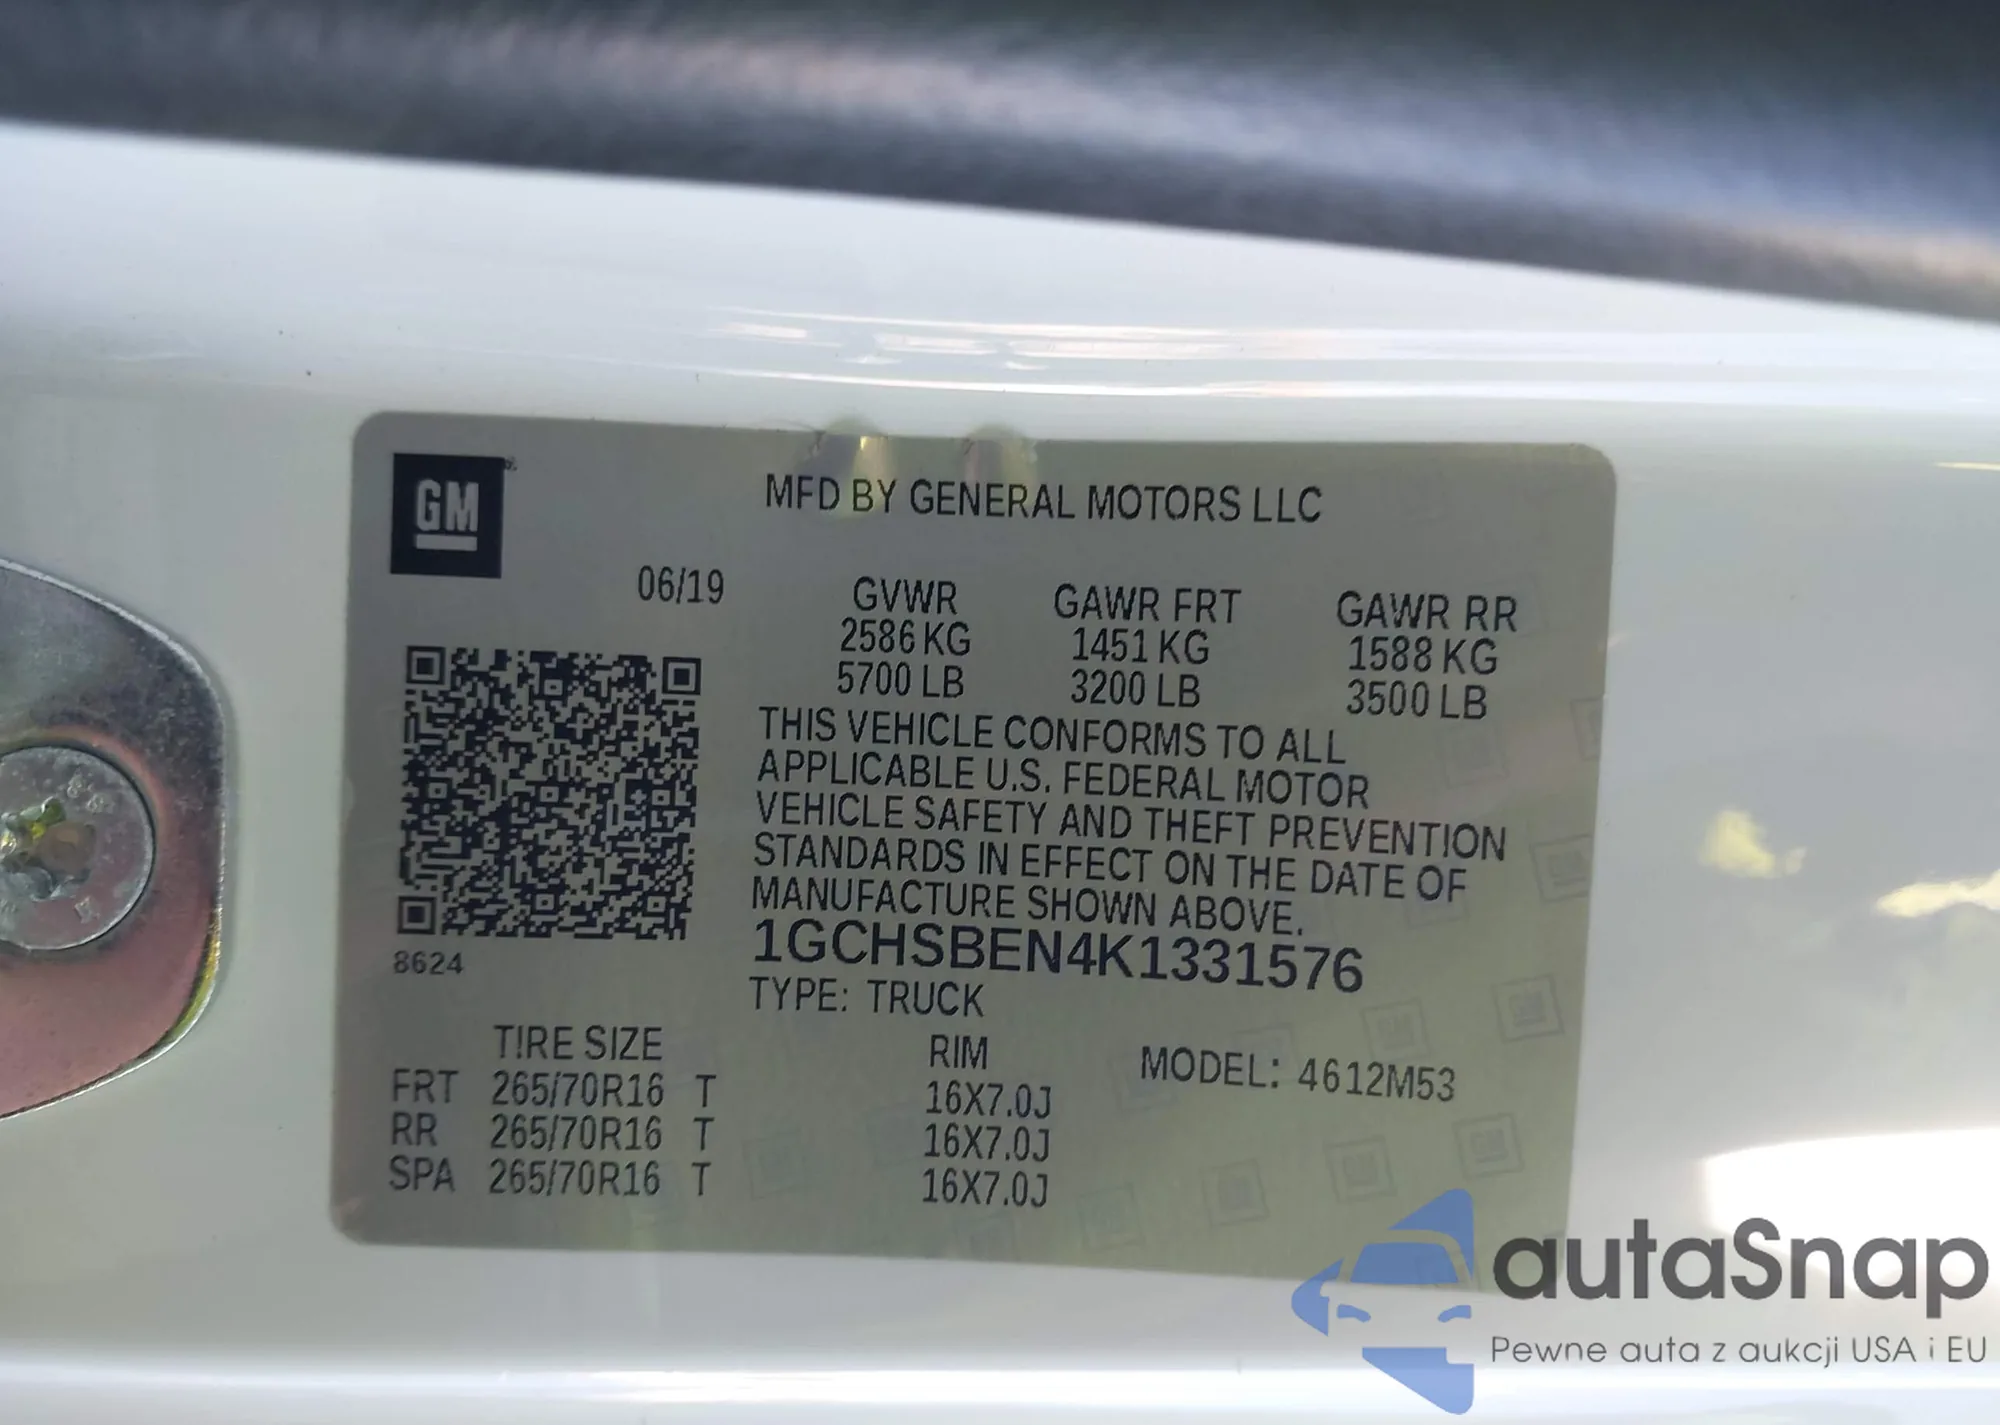 GM
MFD BY GENERAL MOTORS LLC
06/19
GVWR GAWR FRT GAWR RR
2586 KG 1451 KG 1588 KG
5700 LB 3200 LB 3500 LB
THIS VEHICLE CONFORMS TO ALL
APPLICABLE U.S. FEDERAL MOTOR
VEHICLE SAFETY AND THEFT PREVENTION
STANDARDS IN EFFECT ON THE DATE OF
MANUFACTURE SHOWN ABOVE.
1GCHSBEN4K1331576
8624
TYPE: TRUCK
TIRE SIZE RIM MODEL: 4612M53
FRT 265/70R16 T 16X7.0J
RR 265/70R16 T 16X7.0J
SPA 265/70R16 T 16X7.0J
autaSnap
Pewne auta z aukcji USA i EU